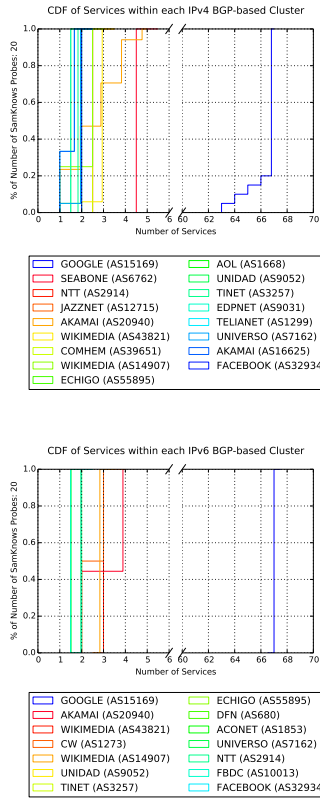 CDF of Services within each IPv4 BGP-based Cluster
% of Number of SamKnows Probes: 20
1.0
0.8
0.6
0.4
0.2
0.0
0 1 2 3 4 5 6 60 62 64 66 68 70
Number of Services
GOOGLE (AS15169)
SEABONE (AS6762)
NTT (AS2914)
JAZZNET (AS12715)
AKAMAI (AS20940)
WIKIMEDIA (AS43821)
COMHEM (AS39651)
WIKIMEDIA (AS14907)
ECHIGO (AS55895)
AOL (AS1668)
UNIDAD (AS9052)
TINET (AS3257)
EDPNET (AS9031)
TELIANET (AS1299)
UNIVERSO (AS7162)
AKAMAI (AS16625)
FACEBOOK (AS32934
CDF of Services within each IPv6 BGP-based Cluster
% of Number of SamKnows Probes: 20
1.0
0.8
0.6
0.4
0.2
0.0
0 1 2 3 4 5 6 60 62 64 66 68 70
Number of Services
GOOGLE (AS15169)
AKAMAI (AS20940)
WIKIMEDIA (AS43821)
CW (AS1273)
WIKIMEDIA (AS14907)
UNIDAD (AS9052)
TINET (AS3257)
ECHIGO (AS55895)
DFN (AS680)
ACONET (AS1853)
UNIVERSO (AS7162)
NTT (AS2914)
FBDC (AS10013)
FACEBOOK (AS32934